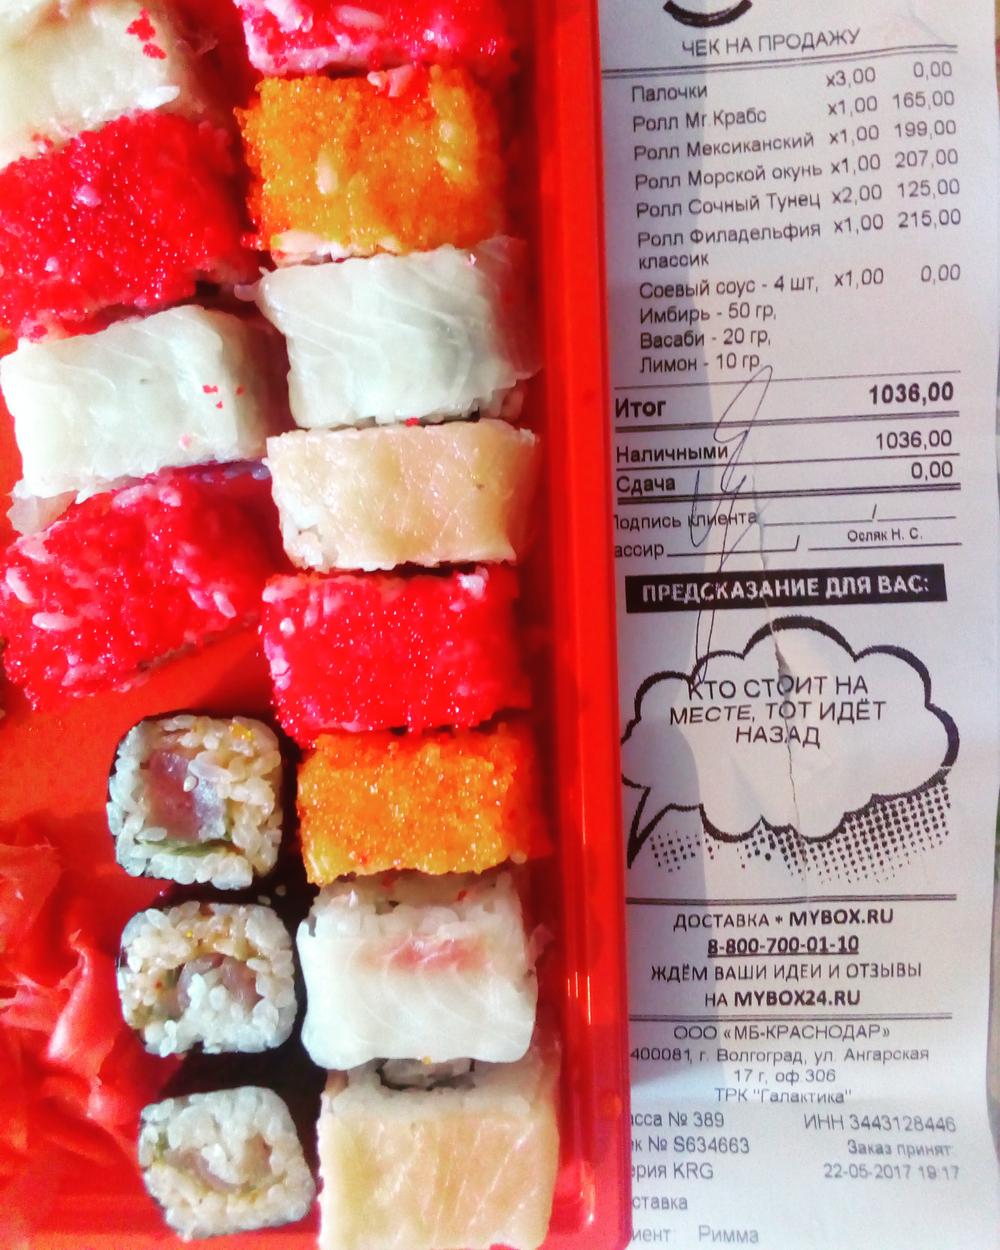 ЧЕК НА ПРОДАЖУ
Палочки x3,00 0,00
Ролл Mr.Крабс x1,00 165,00
Ролл Мексиканский x1,00 199,00
Ролл Морской окунь x1,00 207,00
Ролл Сочный Тунец x2,00 125,00
Ролл Филадельфия x1,00 215,00
классик
Соевый соус - 4 шт, x1,00 0,00
Имбирь - 50 гр,
Васаби - 20 гр,
Лимон - 10 гр
Итог 1036,00
Наличными 1036,00
Сдача 0,00
Подпись клиента /
ассир / Осляк Н. С.
ПРЕДСКАЗАНИЕ ДЛЯ ВАС:
КТО СТОИТ НА
МЕСТЕ, ТОТ ИДЁТ
НАЗАД
ДОСТАВКА * MYBOX.RU
8-800-700-01-10
ЖДЁМ ВАШИ ИДЕИ И ОТЗЫВЫ
НА MYBOX24.RU
ООО «МБ-КРАСНОДАР»
400081, г. Волгоград, ул. Ангарская
17 г, оф 306
ТРК "Галактика"
асса № 389 ИНН 3443128446
ек № S634663 Заказ принят:
ерия KRG 22-05-2017 19:17
ставка
иент: Римма